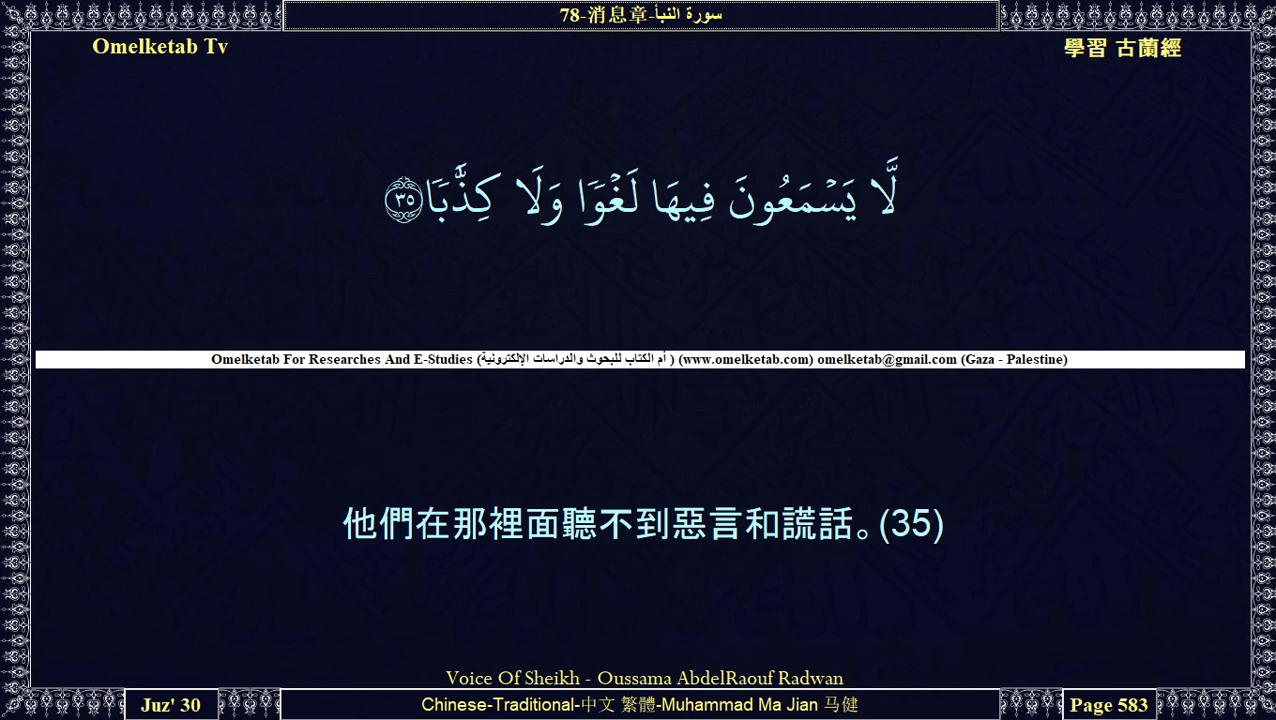 78-消息章-سورة النبأ
Omelketab Tv
學習 古蘭經
لَّا يَسْمَعُونَ فِيهَا لَغْوًا وَلَا كِذَّٰبًا ٣٥
Omelketab For Researches And E-Studies (أم الكتاب للبحوث والدراسات الإلكترونية ) (www.omelketab.com) omelketab@gmail.com (Gaza - Palestine)
他們在那裡面聽不到惡言和謊話。(35)
Voice Of Sheikh - Oussama AbdelRaouf Radwan
Juz' 30
Chinese-Traditional-中文 繁體-Muhammad Ma Jian 马健
Page 583